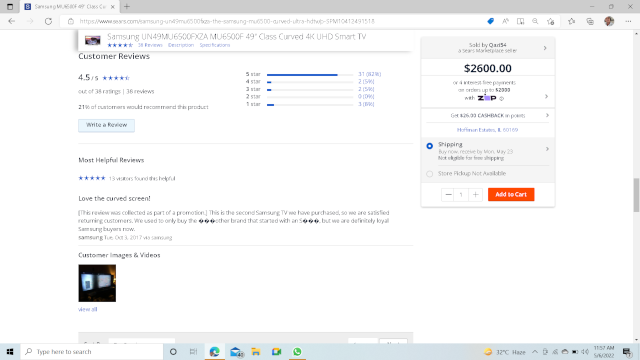 Samsung MU6500F 49" Class Cur
https://www.sears.com/samsung-un49mu6500fxza-the-samsung-mu6500-curved-ultra-hdtv/p-SPM10413491518
Samsung UN49MU6500FXZA MU6500F 49" Class Curved 4K UHD Smart TV
38 Reviews Description Specifications
Customer Reviews
4.5 / 5
out of 38 ratings | 38 reviews
21% of customers would recommend this product
Write a Review
5 star 31 (82%)
4 star 2 (5%)
3 star 2 (5%)
2 star 0 (0%)
1 star 3 (8%)
Most Helpful Reviews
13 visitors found this helpful
Love the curved screen!
[This review was collected as part of a promotion.] This is the second Samsung TV we have purchased, so we are satisfied
returning customers. We used to only buy the ���other brand that started with an S���, but we are definitely loyal
Samsung buyers now.
samsung Tue, Oct 3, 2017 via samsung
Customer Images & Videos
view all
Sold by Qari54
a Sears Marketplace seller
$2600.00
or 4 interest free payments
on orders up to $2000
with ZIP
Get $26.00 CASHBACK in points
Hoffman Estates, IL 60169
Shipping
Buy now, receive by Mon, May 23
Not eligible for free shipping
Store Pickup Not Available
1
Add to Cart
Type here to search
32°C Haze
11:57 AM
5/6/2022